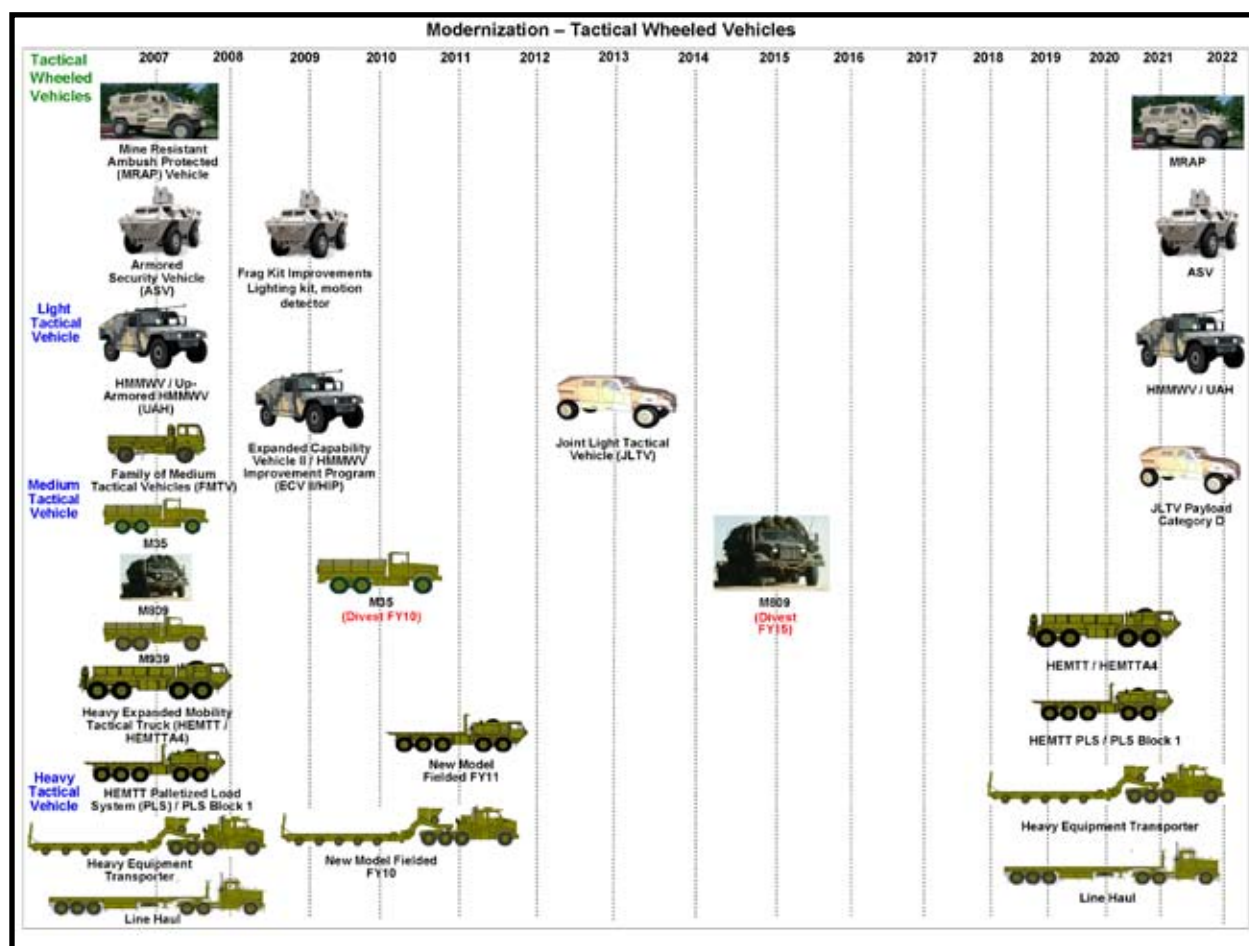 Modernization – Tactical Wheeled Vehicles
Tactical
Wheeled
Vehicles
2007 2008 2009 2010 2011 2012 2013 2014 2015 2016 2017 2018 2019 2020 2021 2022
Mine Resistant
Ambush Protected
(MRAP) Vehicle
MRAP
Armored
Security Vehicle
(ASV)
Frag Kit Improvements
Lighting kit, motion
detector
ASV
Light
Tactical
Vehicle
HMMWV / Up-
Armored HMMWV
(UAH)
Expanded Capability
Vehicle II / HMMWV
Improvement Program
(ECV II/HIP)
Joint Light Tactical
Vehicle (JLTV)
HMMWV / UAH
Family of Medium
Tactical Vehicles (FMTV)
JLTV Payload
Category D
Medium
Tactical
Vehicle
M35
M35
(Divest FY10)
M809
M809
(Divest
FY15)
M939
HEMTT / HEMTTA4
Heavy Expanded Mobility
Tactical Truck (HEMTT /
HEMTTA4)
New Model
Fielded FY11
HEMTT PLS / PLS Block 1
Heavy
Tactical
Vehicle
HEMTT Palletized Load
System (PLS) / PLS Block 1
Heavy Equipment
Transporter
New Model Fielded
FY10
Heavy Equipment Transporter
Line Haul
Line Haul